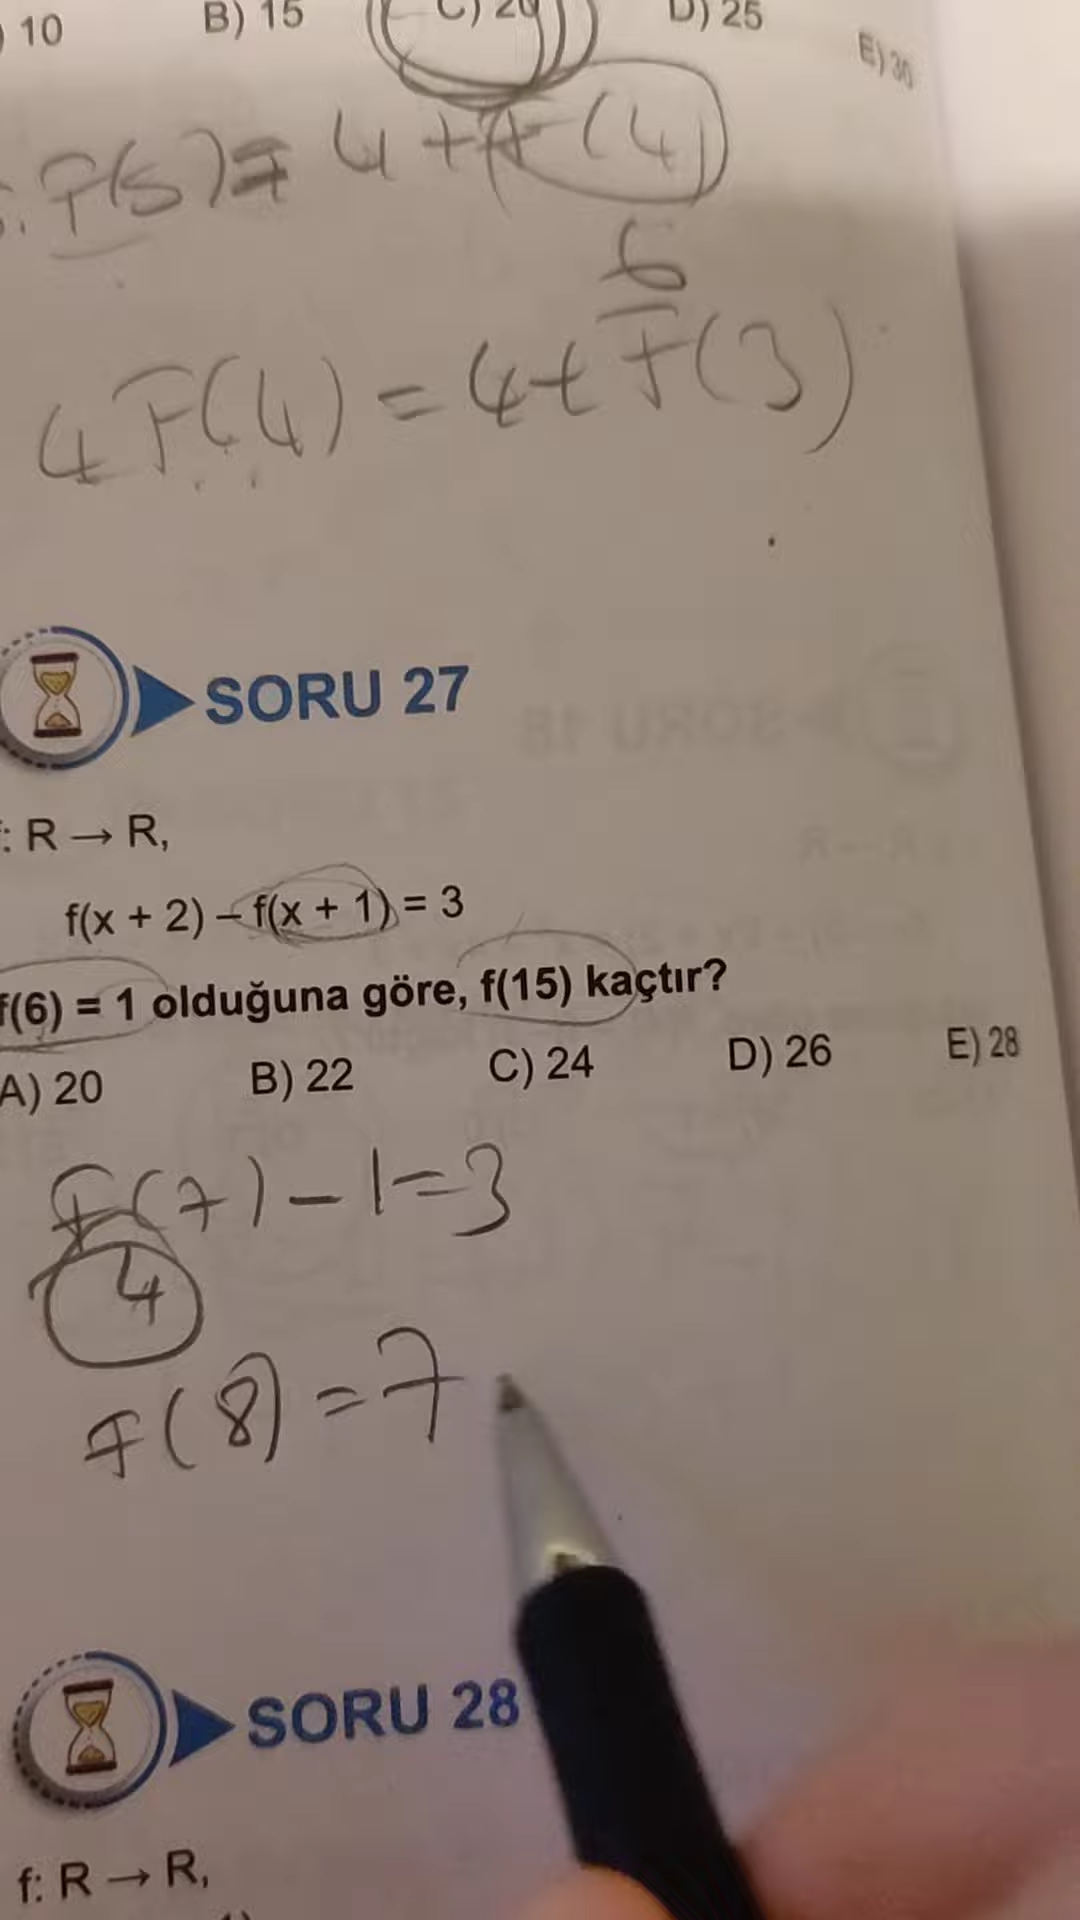 10 B) 15 C) 20 D) 25 E) 30
f(5) = 4 + f(4)
6
4 F(4) = 4 + F(3)
SORU 27
f: R → R,
f(x + 2) – f(x + 1) = 3
f(6) = 1 olduğuna göre, f(15) kaçtır?
A) 20 B) 22 C) 24 D) 26 E) 28
F(7) – 1 = 3
4
F(8) = 7
SORU 28
f: R → R,